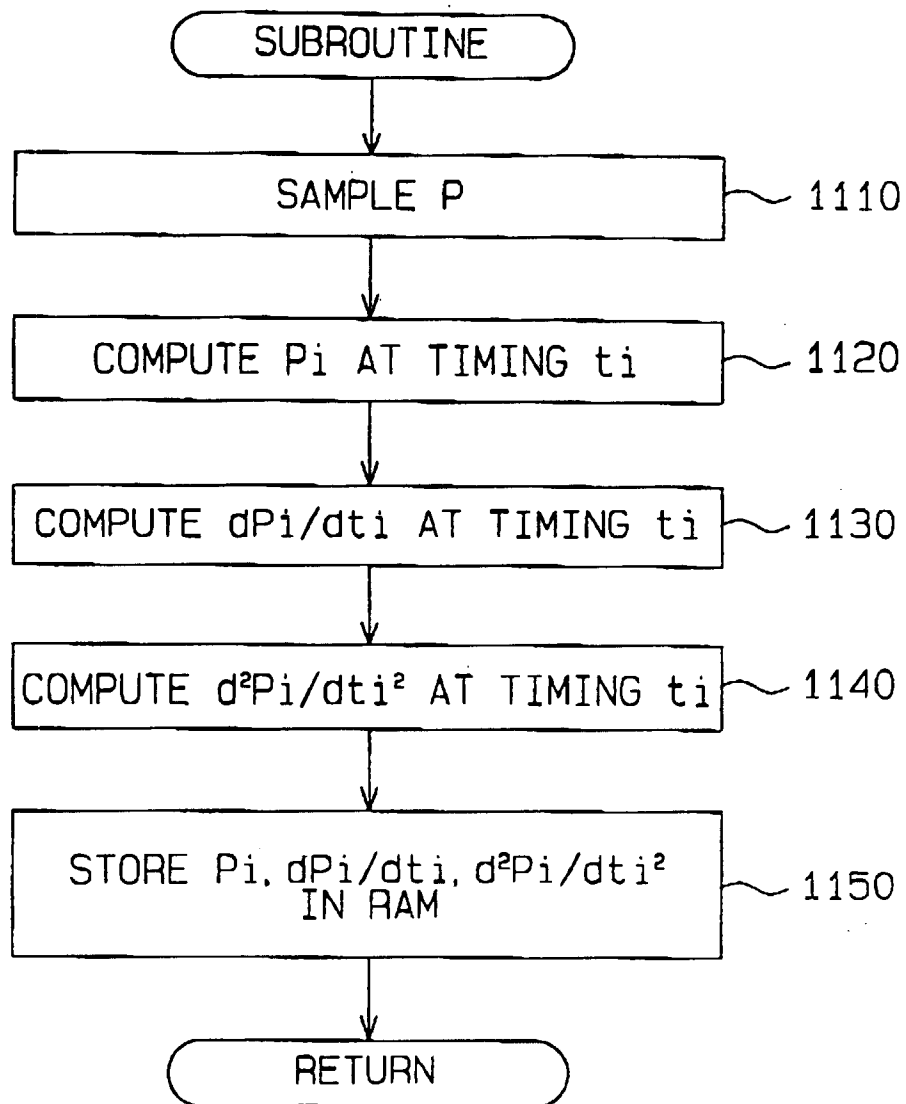 SUBROUTINE
SAMPLE P
1110
COMPUTE Pi AT TIMING ti
1120
COMPUTE dPi/dti AT TIMING ti
1130
COMPUTE d²Pi/dti² AT TIMING ti
1140
STORE Pi, dPi/dti, d²Pi/dti²
IN RAM
1150
RETURN